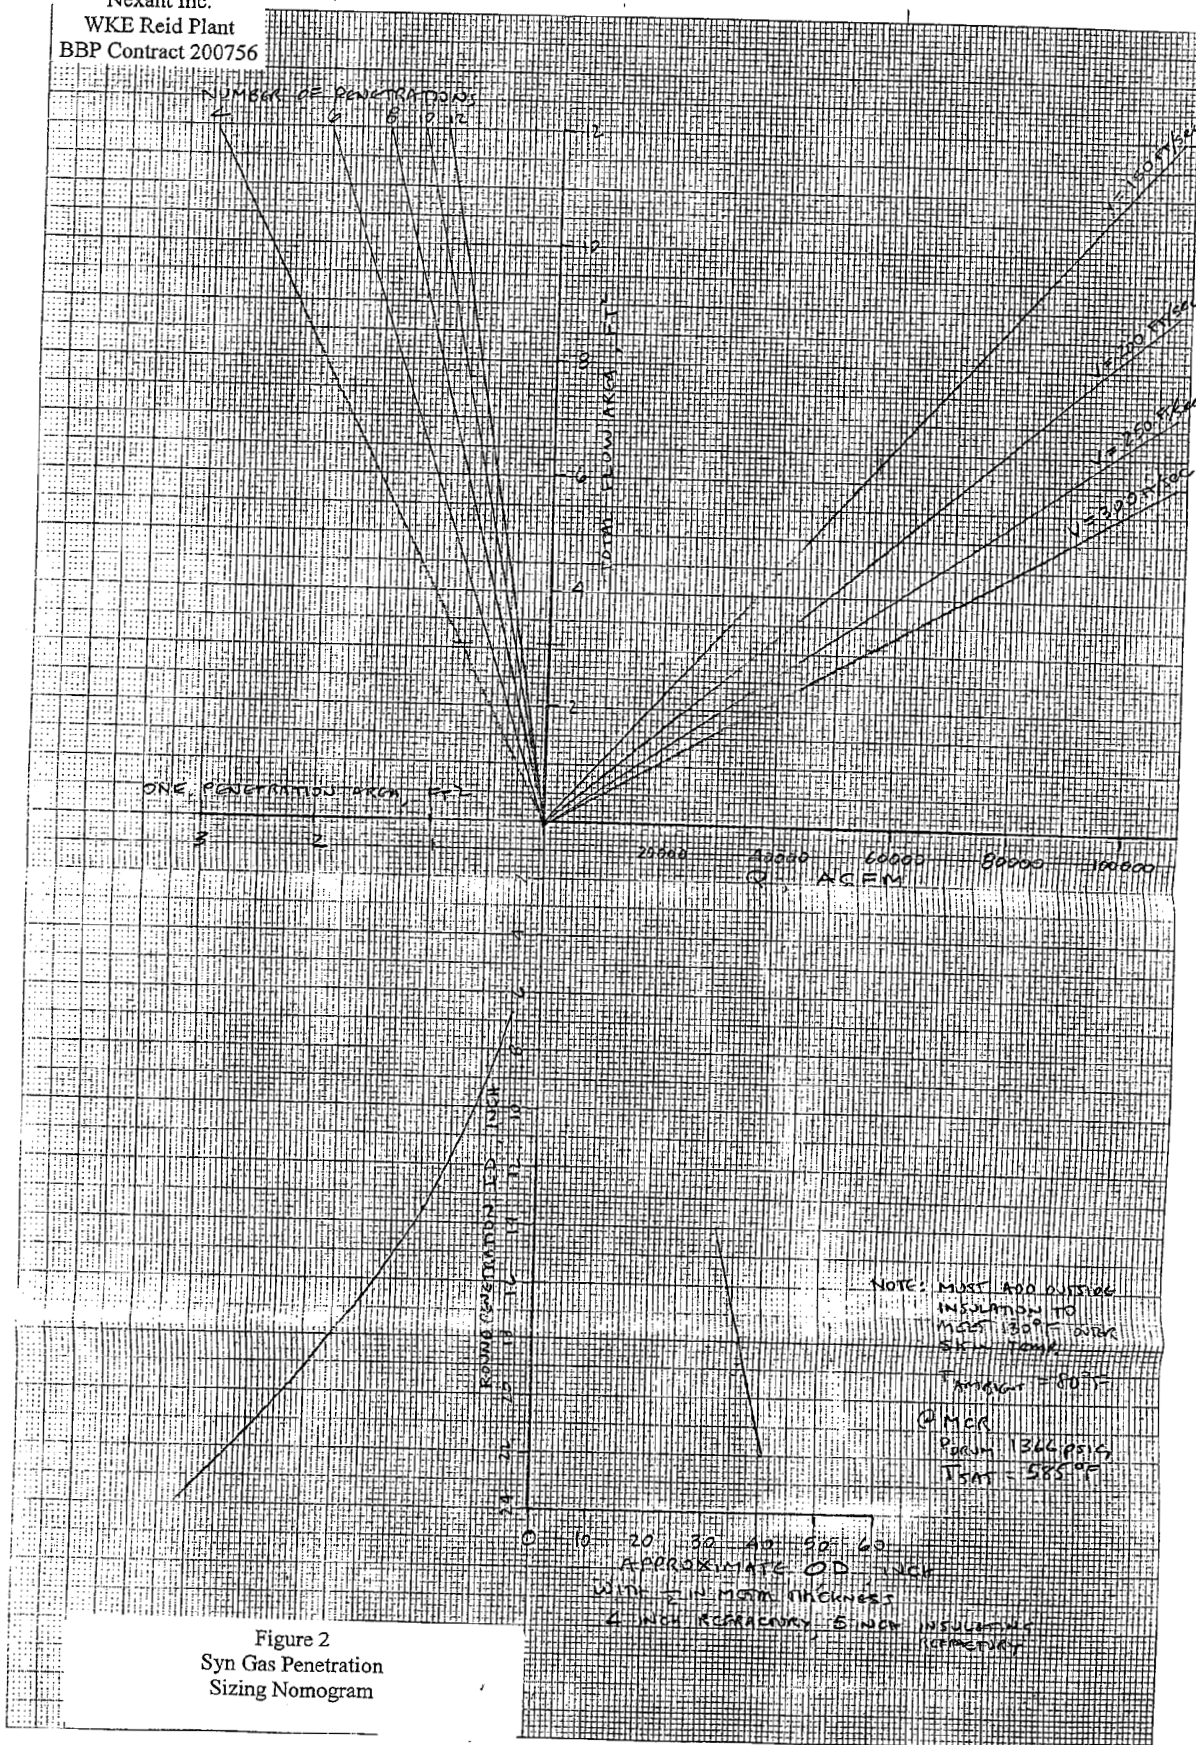 Nexant Inc.
WKE Reid Plant
BBP Contract 200756
NUMBER OF PENETRATIONS
4 6 8 10 12
12
10
8
6
4
2
TOTAL FLOW AREA, FT²
V=150 FT/SEC
V=200 FT/SEC
V=250 FT/SEC
V=300 FT/SEC
ONE PENETRATION AREA, FT2
3 2 1
20000 40000 60000 80000 100000
Q, ACFM
2
4
6
8
10
12
14
16
18
20
22
24
ROUND PENETRATION I.D., INCH
NOTE: MUST ADD OUTSIDE
INSULATION TO
MEET 130°F OUTER
SKIN TEMP.
TAMBIENT = 80°F
@ MCR
PDRUM 1366 PSIG
TSAT = 585°F
0 10 20 30 40 50 60
APPROXIMATE OD INCH
WITH ½ IN METAL THICKNESS
4 INCH REFRACTORY, 5 INCH INSULATING
REFRACTORY
Figure 2
Syn Gas Penetration
Sizing Nomogram